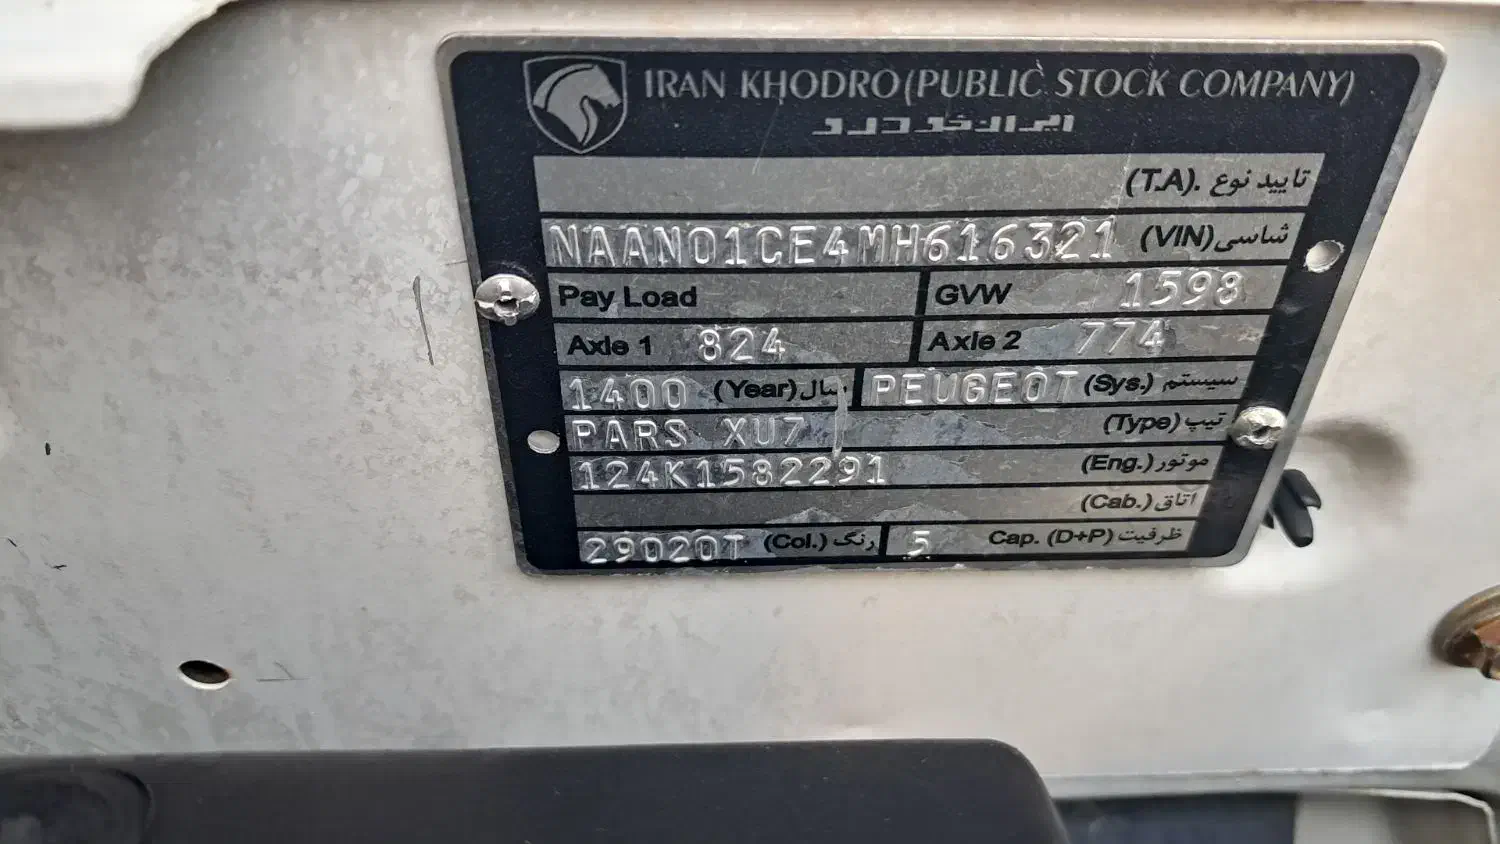 IRAN KHODRO (PUBLIC STOCK COMPANY)
ایران خودرو
تایید نوع (T.A).
NAAN01CE4MH616321 شاسی (VIN)
Pay Load GVW 1598
Axle 1 824 Axle 2 774
1400 سال (Year) PEUGEOT سیستم (Sys.)
PARS XU7 تیپ (Type)
124K1582291 موتور (Eng.)
اتاق (Cab.)
29020T رنگ (Col.) 5 ظرفیت Cap. (D+P)